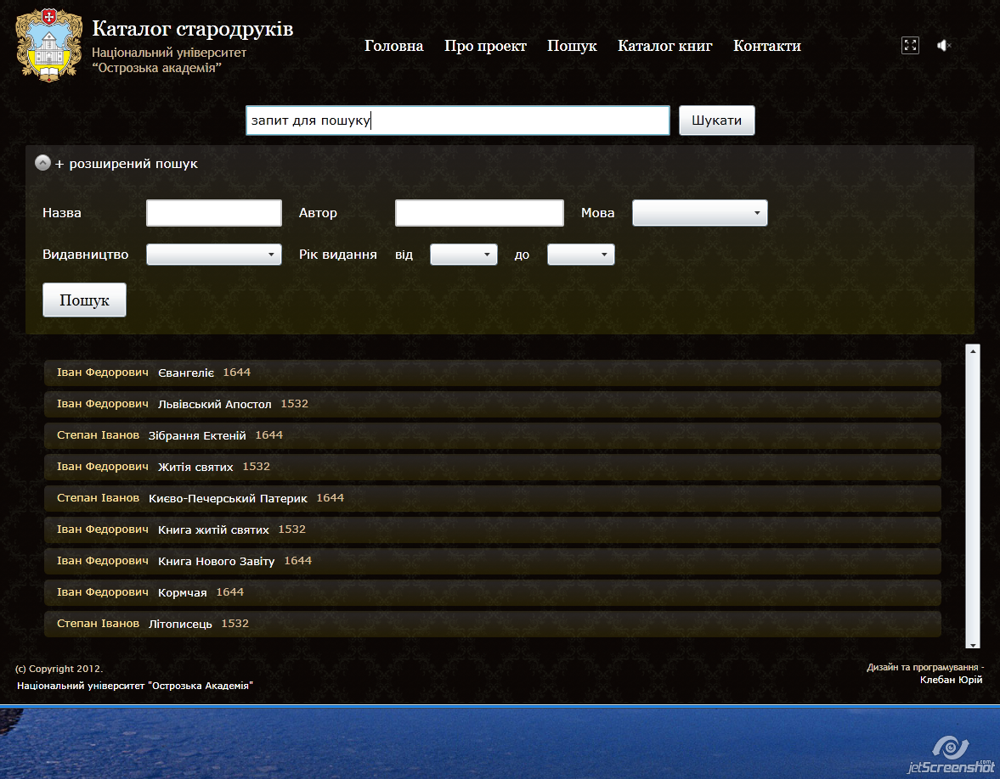 Каталог стародруків
Національний університет
“Острозька академія”
Головна Про проект Пошук Каталог книг Контакти
запит для пошуку Шукати
+ розширений пошук
Назва Автор Мова
Видавництво Рік видання від до
Пошук
Іван Федорович Євангеліє 1644
Іван Федорович Львівський Апостол 1532
Степан Іванов Зібрання Ектеній 1644
Іван Федорович Житія святих 1532
Степан Іванов Києво-Печерський Патерик 1644
Іван Федорович Книга житій святих 1532
Іван Федорович Книга Нового Завіту 1644
Іван Федорович Кормчая 1644
Степан Іванов Літописець 1532
(c) Copyright 2012.
Національний університет "Острозька Академія"
Дизайн та програмування -
Клебан Юрій
jetScreenshot.com